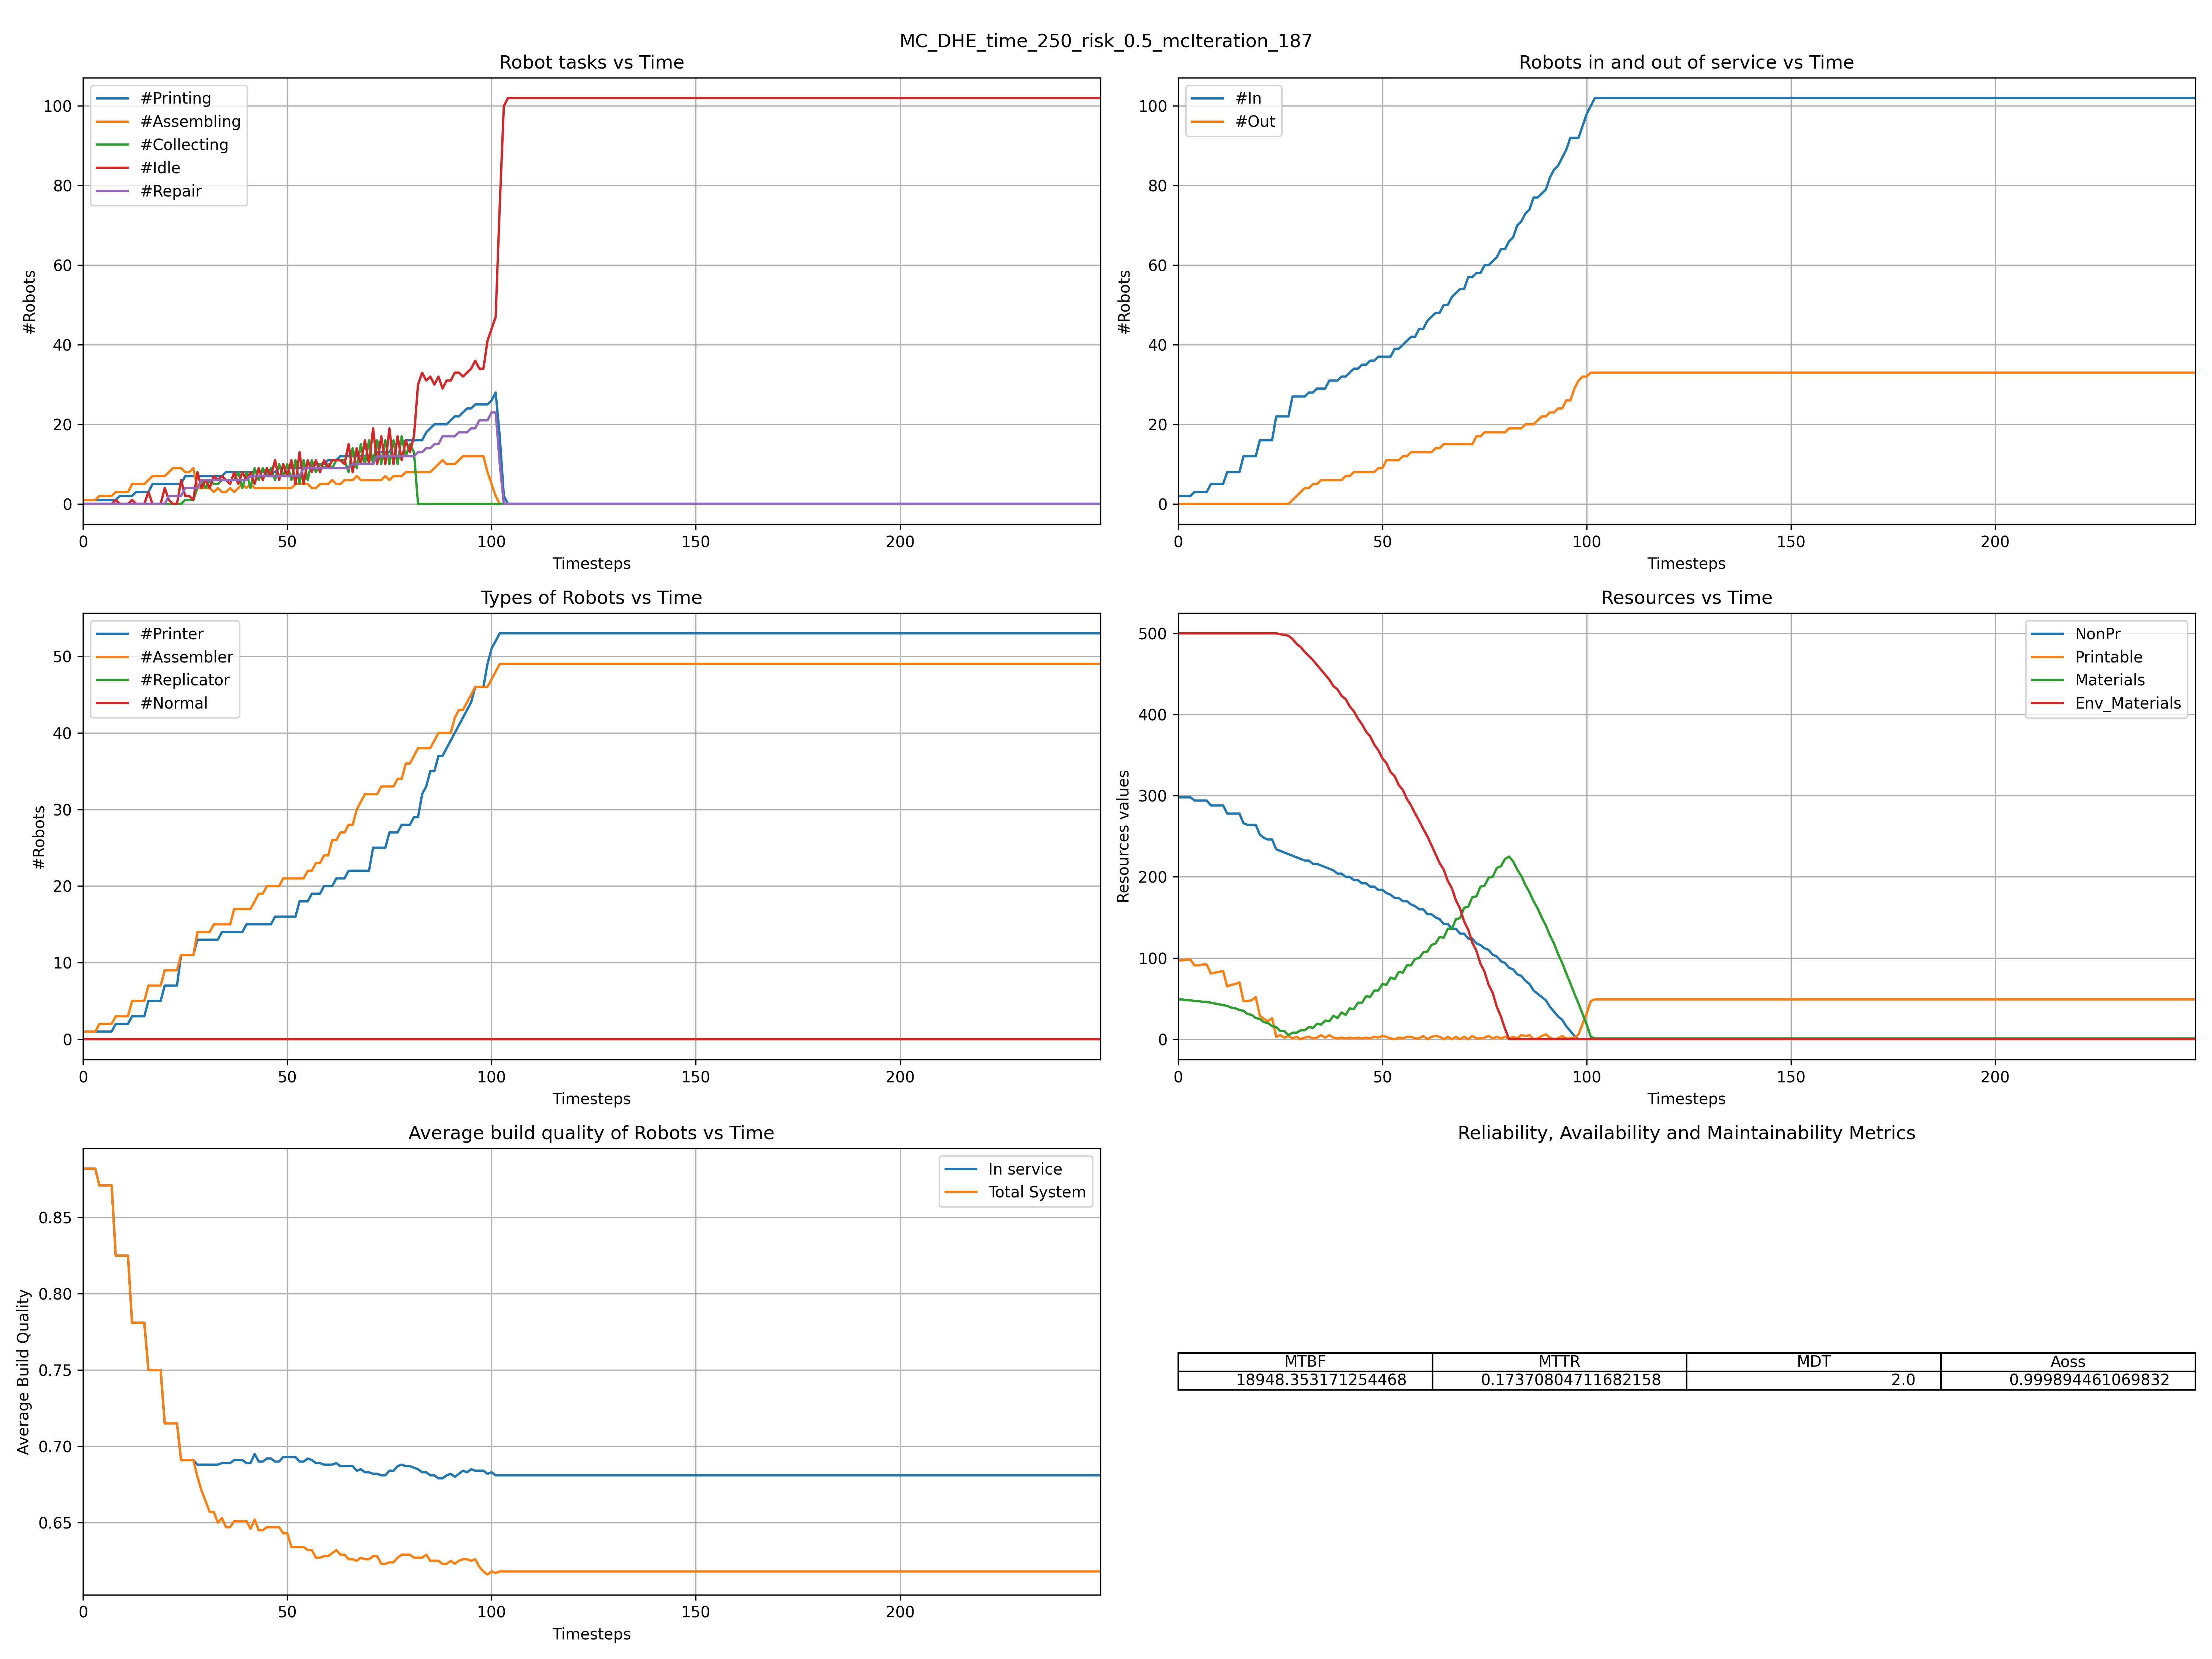 MC_DHE_time_250_risk_0.5_mcIteration_187
Robot tasks vs Time
#Printing
#Assembling
#Collecting
#Idle
#Repair
100
80
60
40
20
0
#Robots
0 50 100 150 200
Timesteps
Robots in and out of service vs Time
#In
#Out
100
80
60
40
20
0
#Robots
0 50 100 150 200
Timesteps
Types of Robots vs Time
#Printer
#Assembler
#Replicator
#Normal
50
40
30
20
10
0
#Robots
0 50 100 150 200
Timesteps
Resources vs Time
NonPr
Printable
Materials
Env_Materials
500
400
300
200
100
0
Resources values
0 50 100 150 200
Timesteps
Average build quality of Robots vs Time
In service
Total System
0.85
0.80
0.75
0.70
0.65
Average Build Quality
0 50 100 150 200
Timesteps
Reliability, Availability and Maintainability Metrics
MTBF MTTR MDT Aoss
18948.353171254468 0.17370804711682158 2.0 0.999894461069832